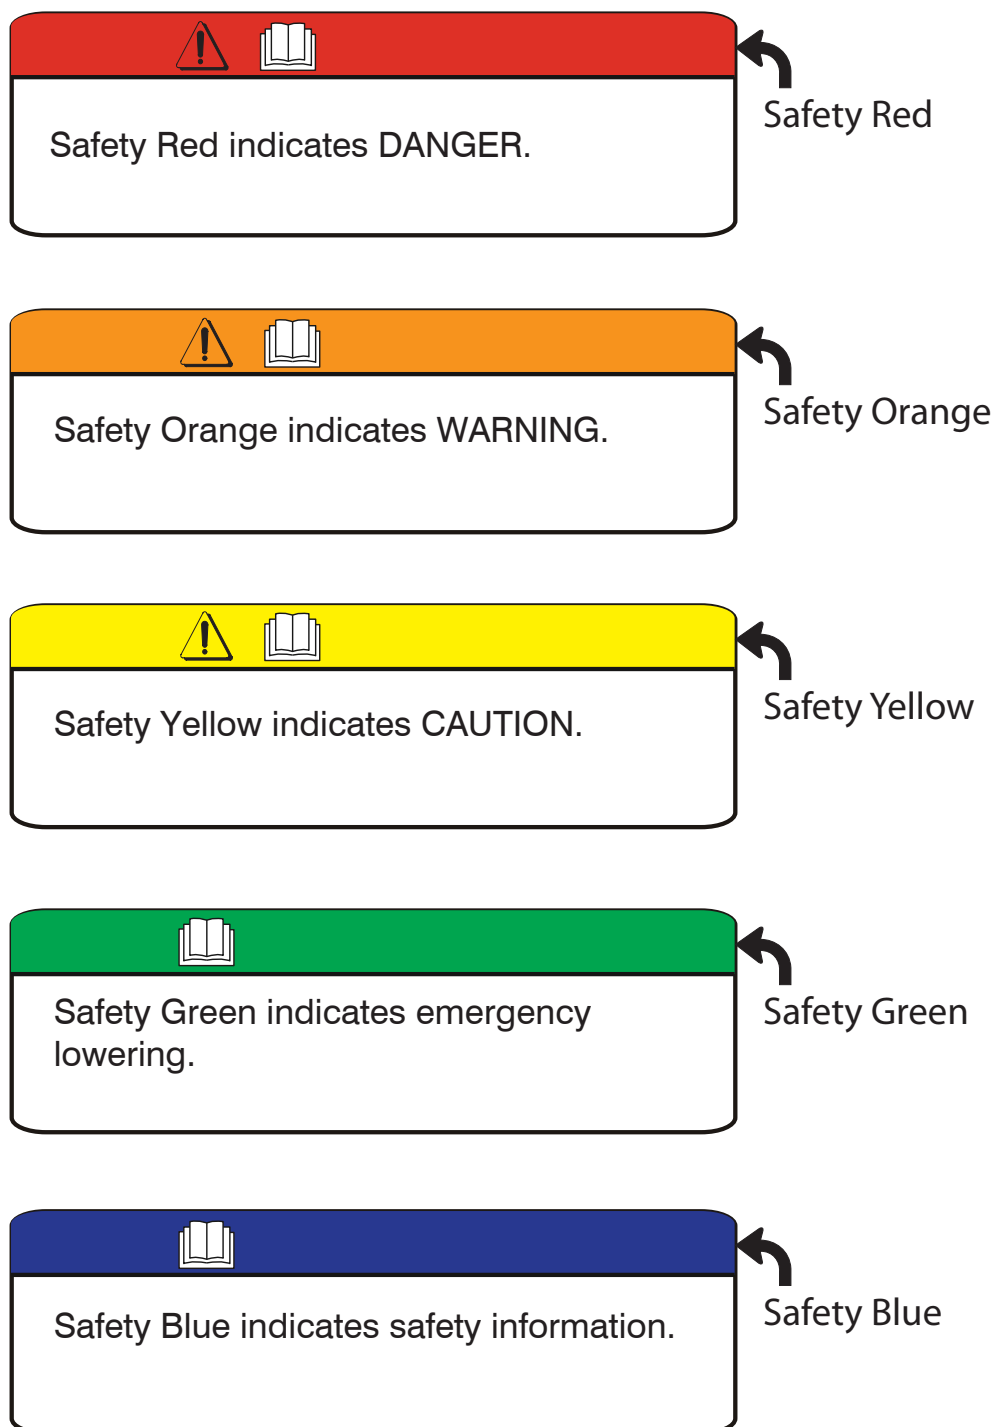 Safety Red
Safety Red indicates DANGER.
Safety Orange
Safety Orange indicates WARNING.
Safety Yellow
Safety Yellow indicates CAUTION.
Safety Green
Safety Green indicates emergency
lowering.
Safety Blue
Safety Blue indicates safety information.